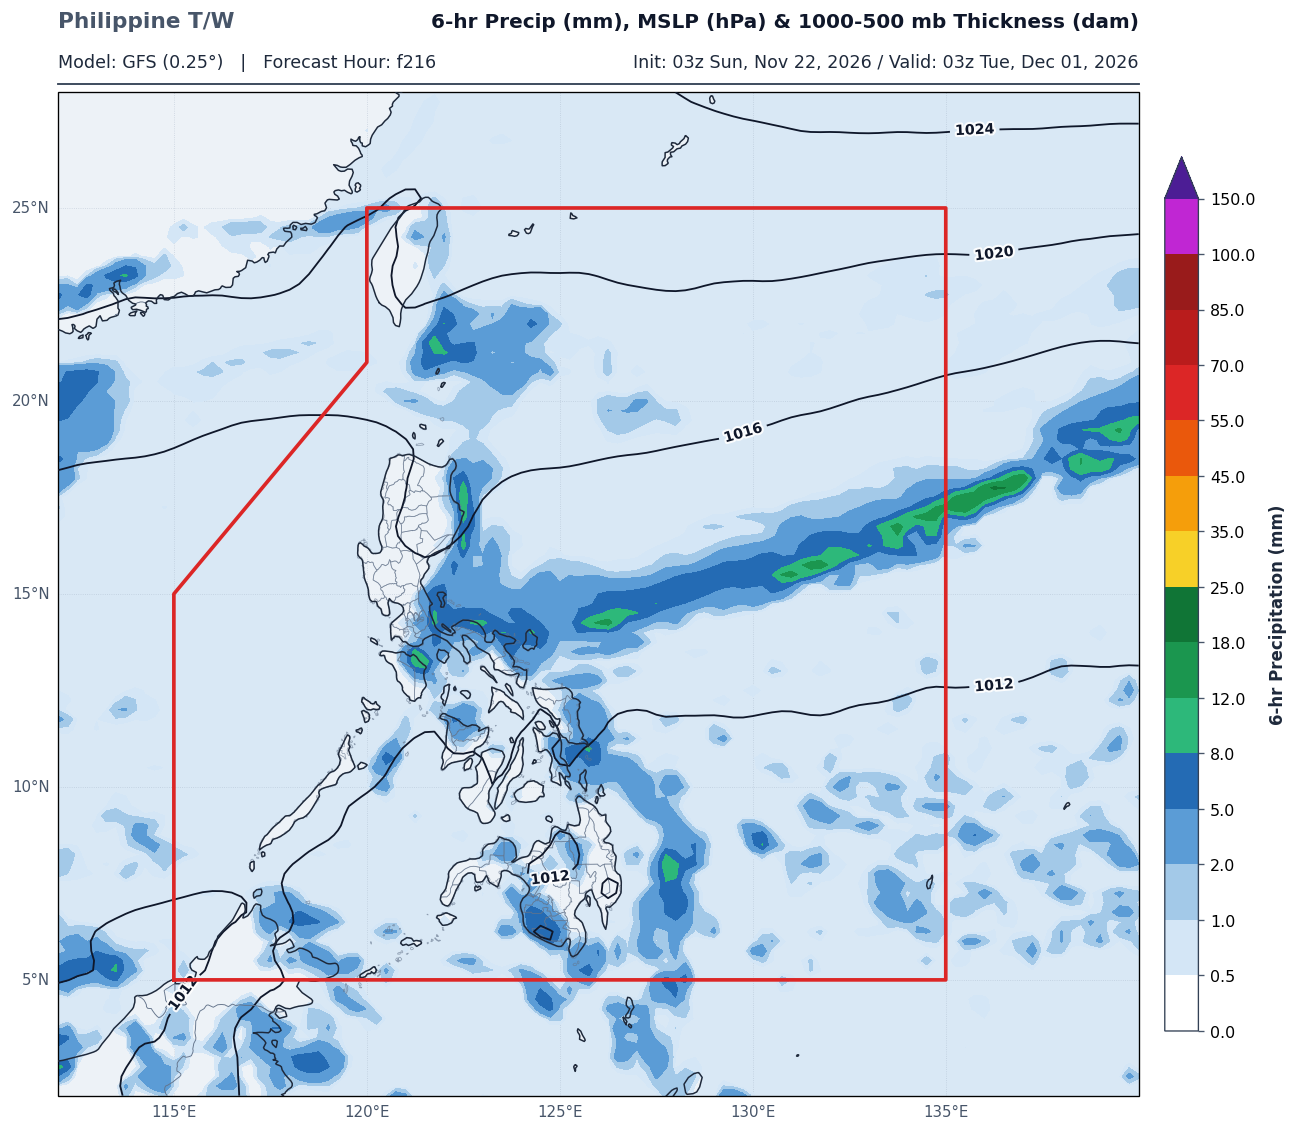 Philippine T/W
6-hr Precip (mm), MSLP (hPa) & 1000-500 mb Thickness (dam)
Model: GFS (0.25°) | Forecast Hour: f216
Init: 03z Sun, Nov 22, 2026 / Valid: 03z Tue, Dec 01, 2026
1024
1020
1016
1012
1012
1012
25°N
20°N
15°N
10°N
5°N
115°E
120°E
125°E
130°E
135°E
150.0
100.0
85.0
70.0
55.0
45.0
35.0
25.0
18.0
12.0
8.0
5.0
2.0
1.0
0.5
0.0
6-hr Precipitation (mm)